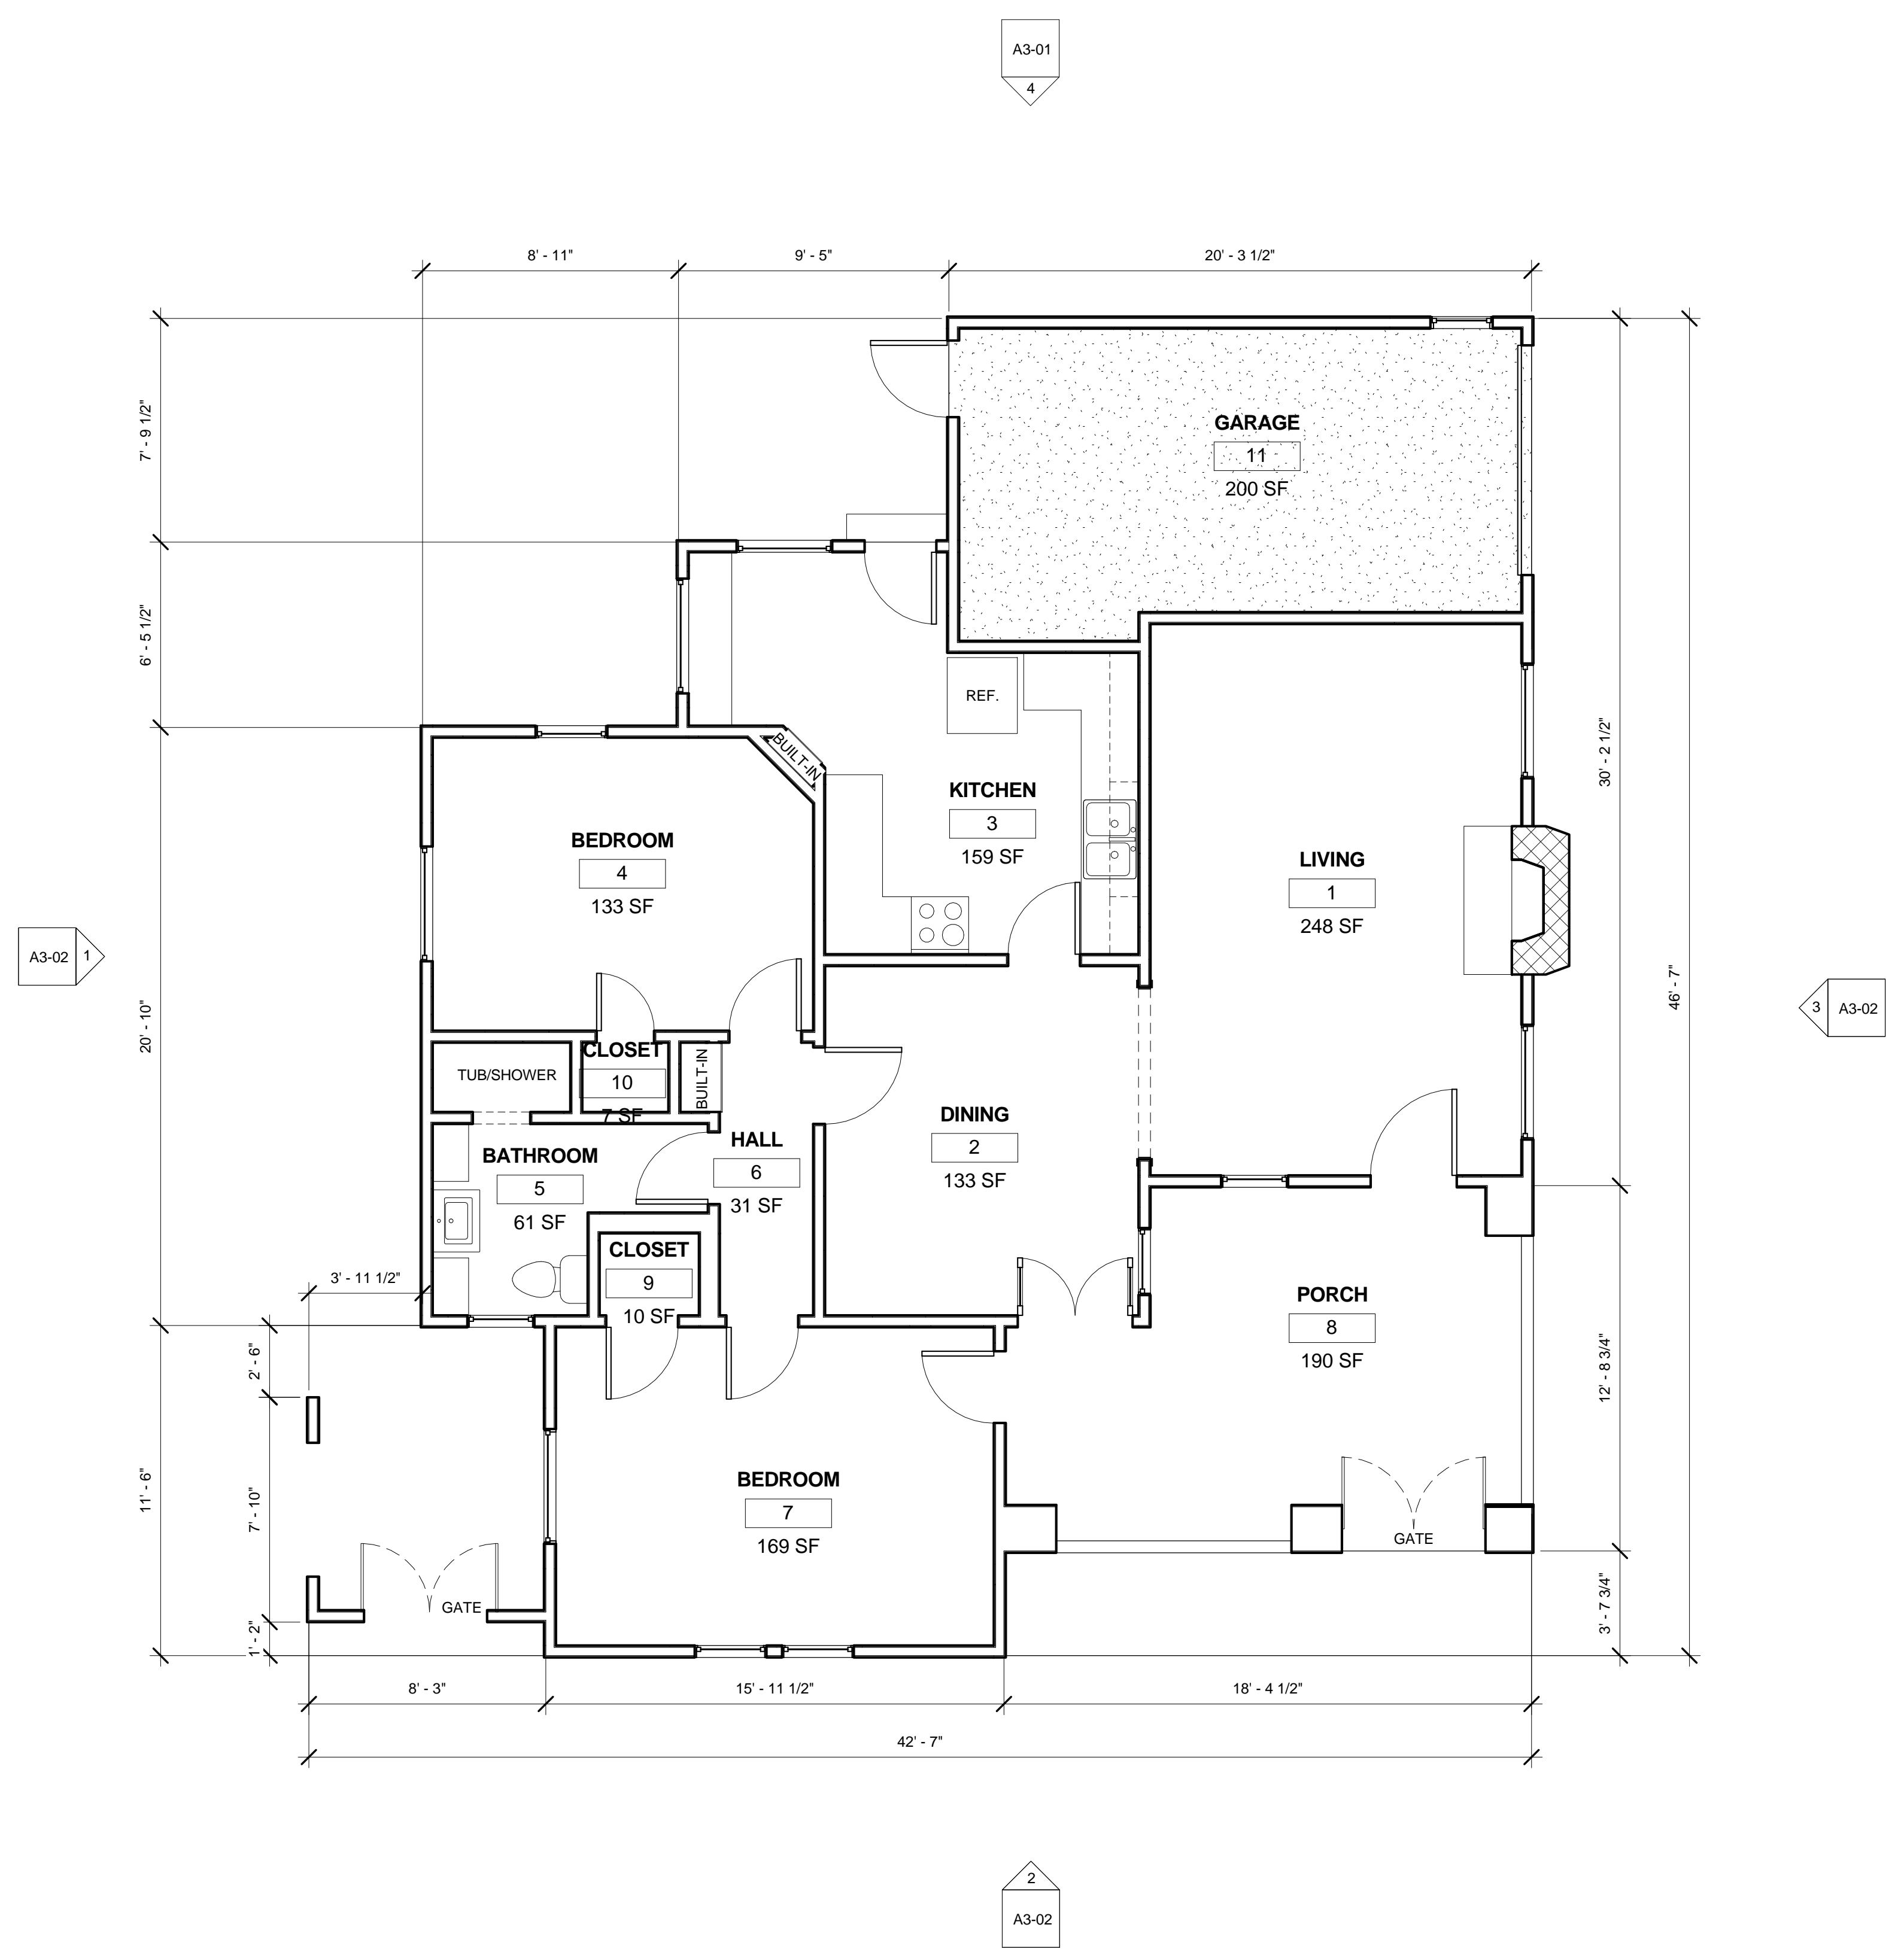 A3-01
4
8' - 11"
9' - 5"
20' - 3 1/2"
7' - 9 1/2"
6' - 5 1/2"
20' - 10"
11' - 6"
GARAGE
11
200 SF
30' - 2 1/2"
46' - 7"
12' - 8 3/4"
3' - 7 3/4"
REF.
BUILT-IN
KITCHEN
3
159 SF
BEDROOM
4
133 SF
LIVING
1
248 SF
A3-02
1
3
A3-02
CLOSET
10
7 SF
TUB/SHOWER
BUILT-IN
DINING
2
133 SF
HALL
6
31 SF
BATHROOM
5
61 SF
CLOSET
9
10 SF
3' - 11 1/2"
2' - 6"
7' - 10"
1' - 2"
PORCH
8
190 SF
BEDROOM
7
169 SF
GATE
GATE
8' - 3"
15' - 11 1/2"
18' - 4 1/2"
42' - 7"
2
A3-02